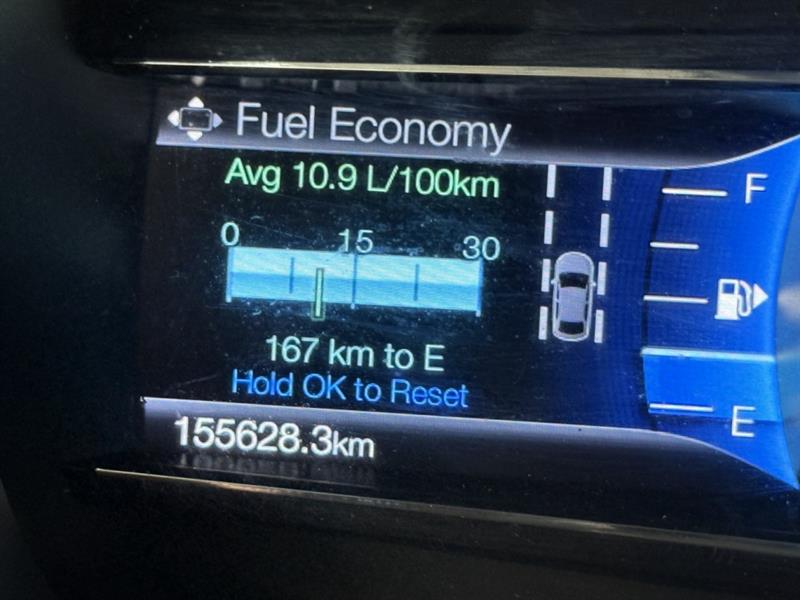 Fuel Economy
Avg 10.9 L/100km
0 15 30
167 km to E
Hold OK to Reset
155628.3km
F
E